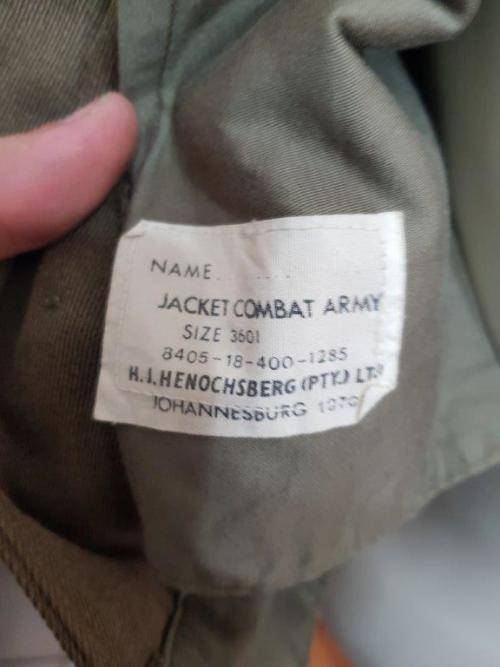 NAME. ....
JACKET COMBAT ARMY
SIZE 3601
8405-18-400-1285
H.J.HENOCHSBERG (PTY.) LTD
JOHANNESBURG